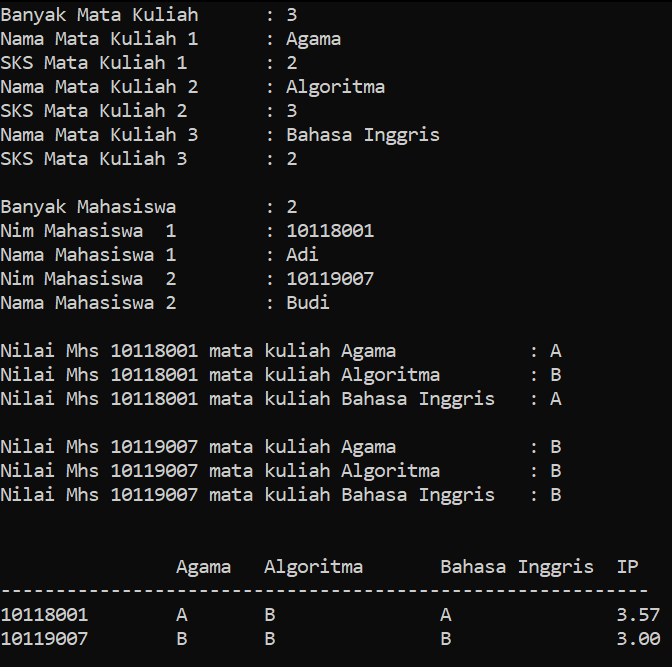 Banyak Mata Kuliah      : 3
Nama Mata Kuliah 1      : Agama
SKS Mata Kuliah 1       : 2
Nama Mata Kuliah 2      : Algoritma
SKS Mata Kuliah 2       : 3
Nama Mata Kuliah 3      : Bahasa Inggris
SKS Mata Kuliah 3       : 2

Banyak Mahasiswa        : 2
Nim Mahasiswa  1        : 10118001
Nama Mahasiswa 1        : Adi
Nim Mahasiswa  2        : 10119007
Nama Mahasiswa 2        : Budi

Nilai Mhs 10118001 mata kuliah Agama            : A
Nilai Mhs 10118001 mata kuliah Algoritma        : B
Nilai Mhs 10118001 mata kuliah Bahasa Inggris   : A

Nilai Mhs 10119007 mata kuliah Agama            : B
Nilai Mhs 10119007 mata kuliah Algoritma        : B
Nilai Mhs 10119007 mata kuliah Bahasa Inggris   : B


                Agama   Algoritma       Bahasa Inggris  IP
-----------------------------------------------------------
10118001        A       B               A               3.57
10119007        B       B               B               3.00